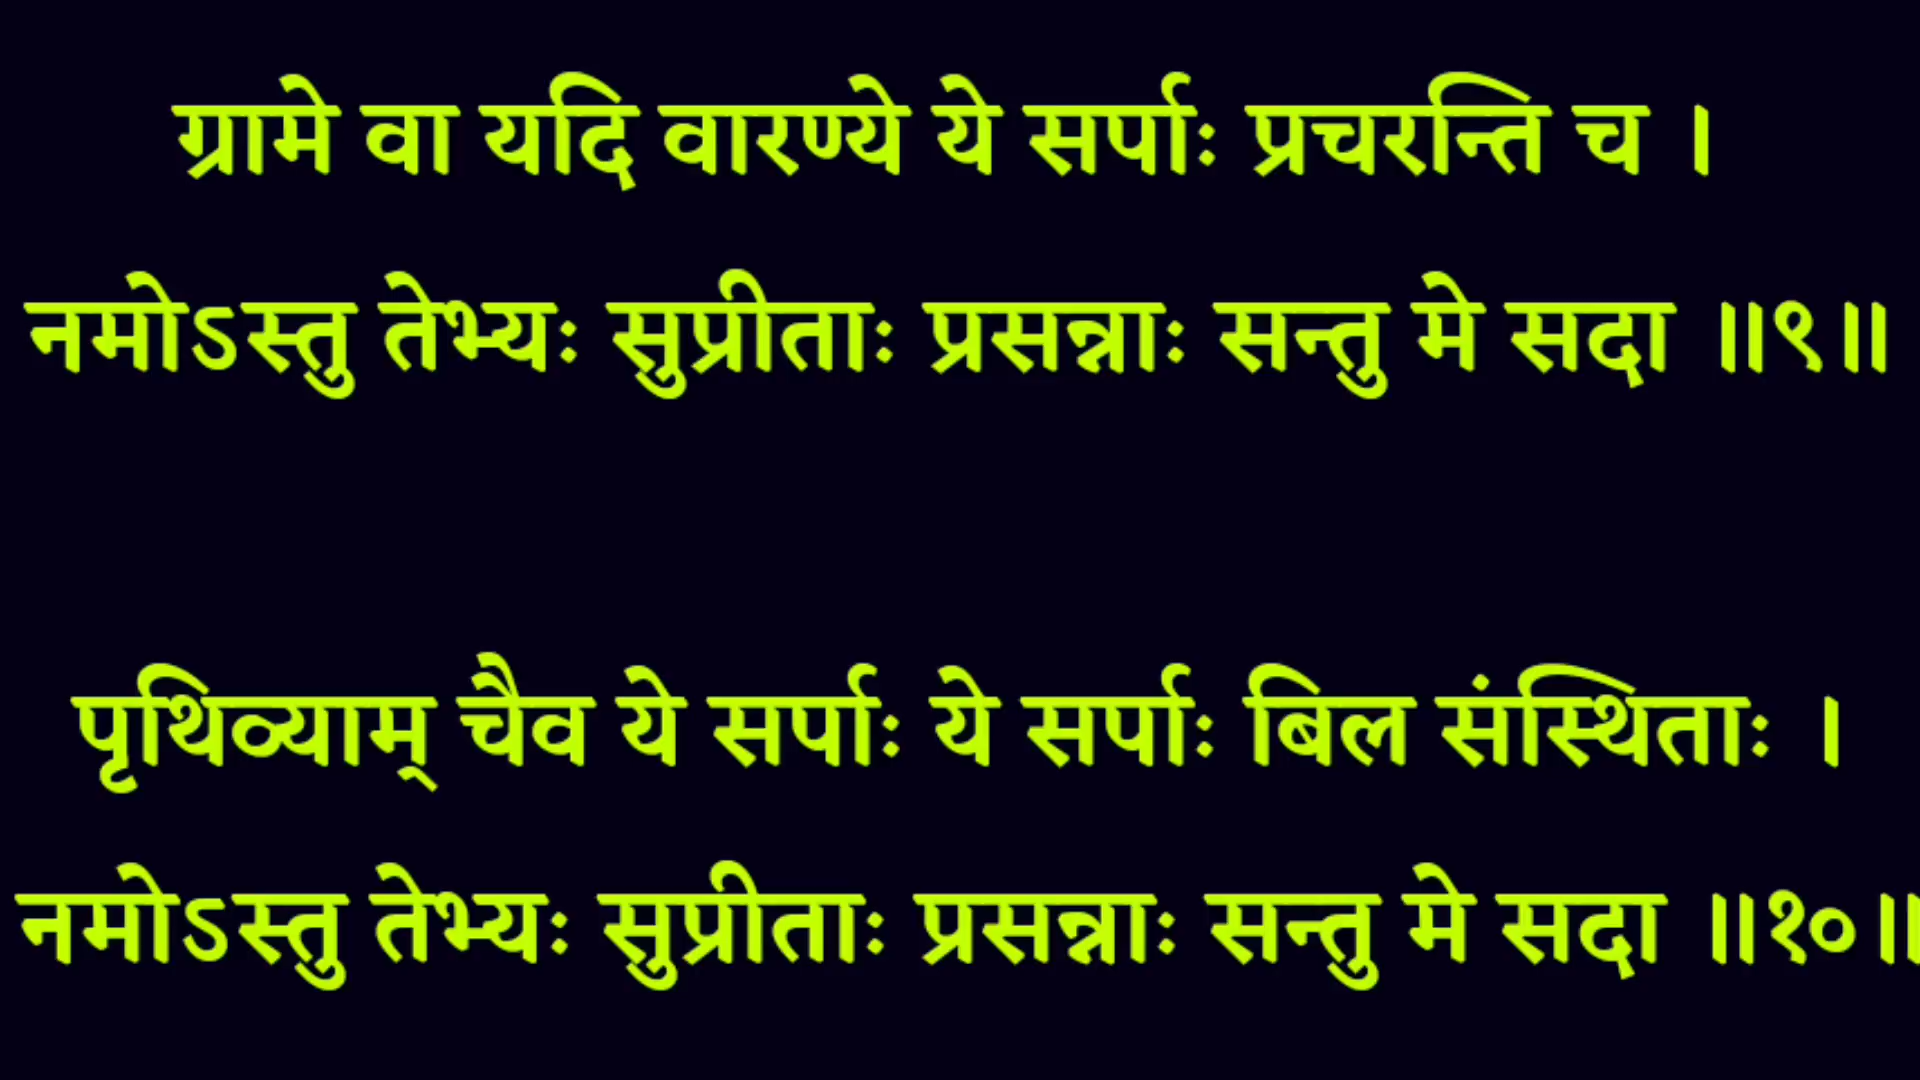 ग्रामे वा यदि वारण्ये ये सर्पाः प्रचरन्ति च ।
नमोऽस्तु तेभ्यः सुप्रीताः प्रसन्नाः सन्तु मे सदा ॥९॥
पृथिव्याम् चैव ये सर्पाः ये सर्पाः बिल संस्थिताः ।
नमोऽस्तु तेभ्यः सुप्रीताः प्रसन्नाः सन्तु मे सदा ॥१०॥